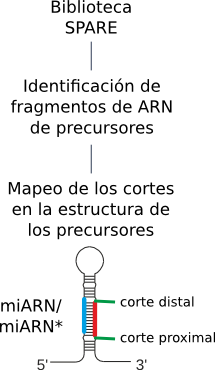 Biblioteca
SPARE
Identificación de
fragmentos de ARN
de precursores
Mapeo de los cortes
en la estructura de
los precursores
miARN/
miARN*
corte distal
corte proximal
5'
3'